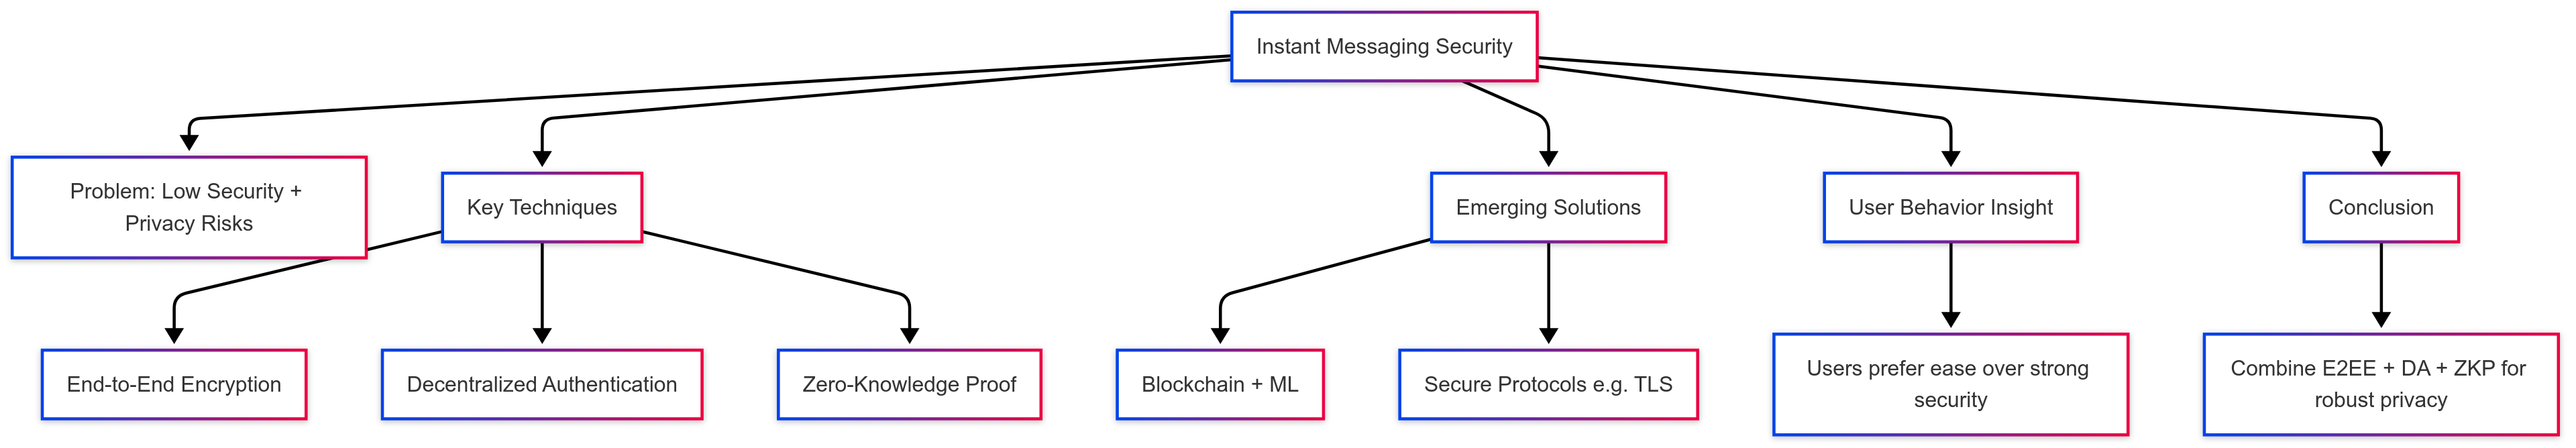 Instant Messaging Security
Problem: Low Security +
Privacy Risks
Key Techniques
Emerging Solutions
User Behavior Insight
Conclusion
End-to-End Encryption
Decentralized Authentication
Zero-Knowledge Proof
Blockchain + ML
Secure Protocols e.g. TLS
Users prefer ease over strong
security
Combine E2EE + DA + ZKP for
robust privacy